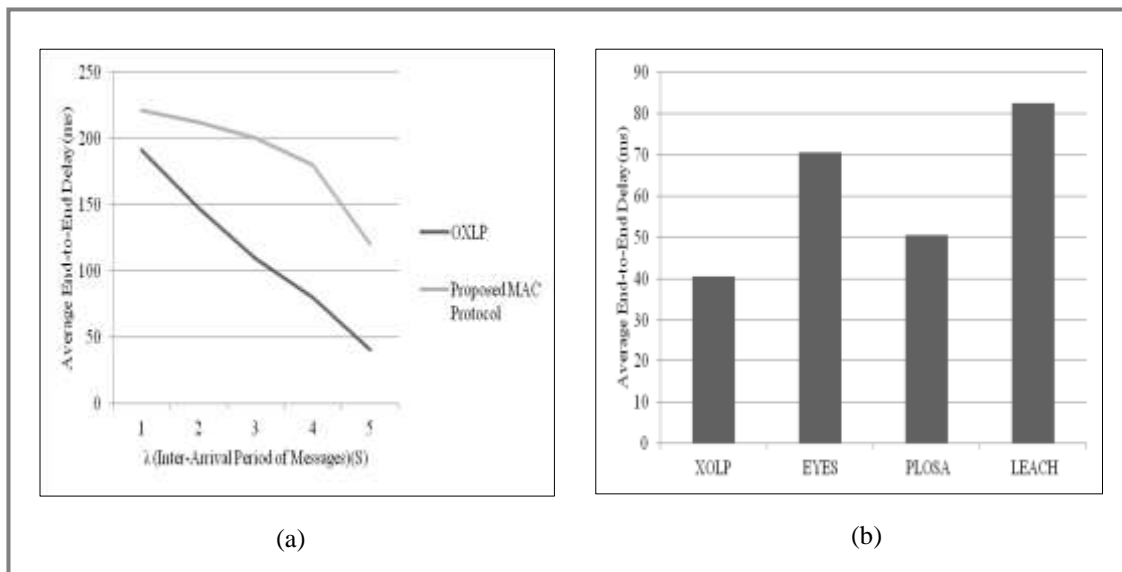 250
200
150
100
50
0
Average End-to-End Delay (ms)
1 2 3 4 5
λ (Inter-Arrival Period of Messages)(S)
OXLP
Proposed MAC
Protocol
(a)
90
80
70
60
50
40
30
20
10
0
Average End-to-End Delay (ms)
XOLP EYES PLOSA LEACH
(b)